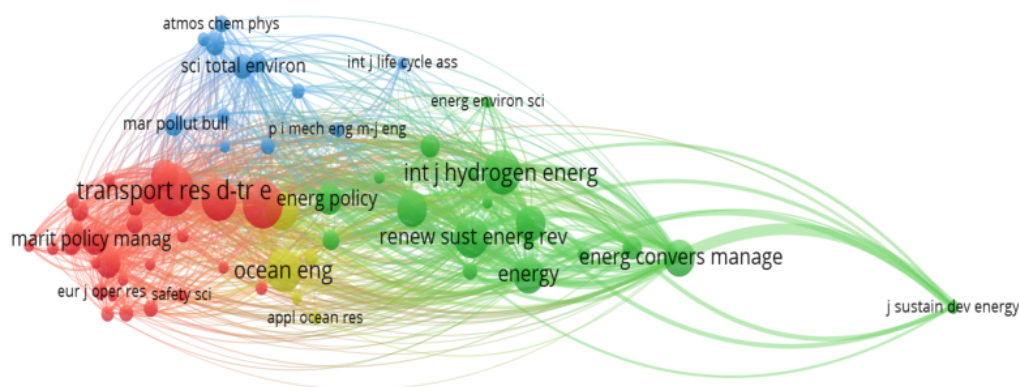 atmos chem phys
sci total environ
int j life cycle ass
energ environ sci
mar pollut bull
p i mech eng m-j eng
int j hydrogen energ
transport res d-tr e
energ policy
marit policy manag
renew sust energ rev
energ convers manage
ocean eng
energy
eur j oper res
safety sci
j sustain dev energy
appl ocean res